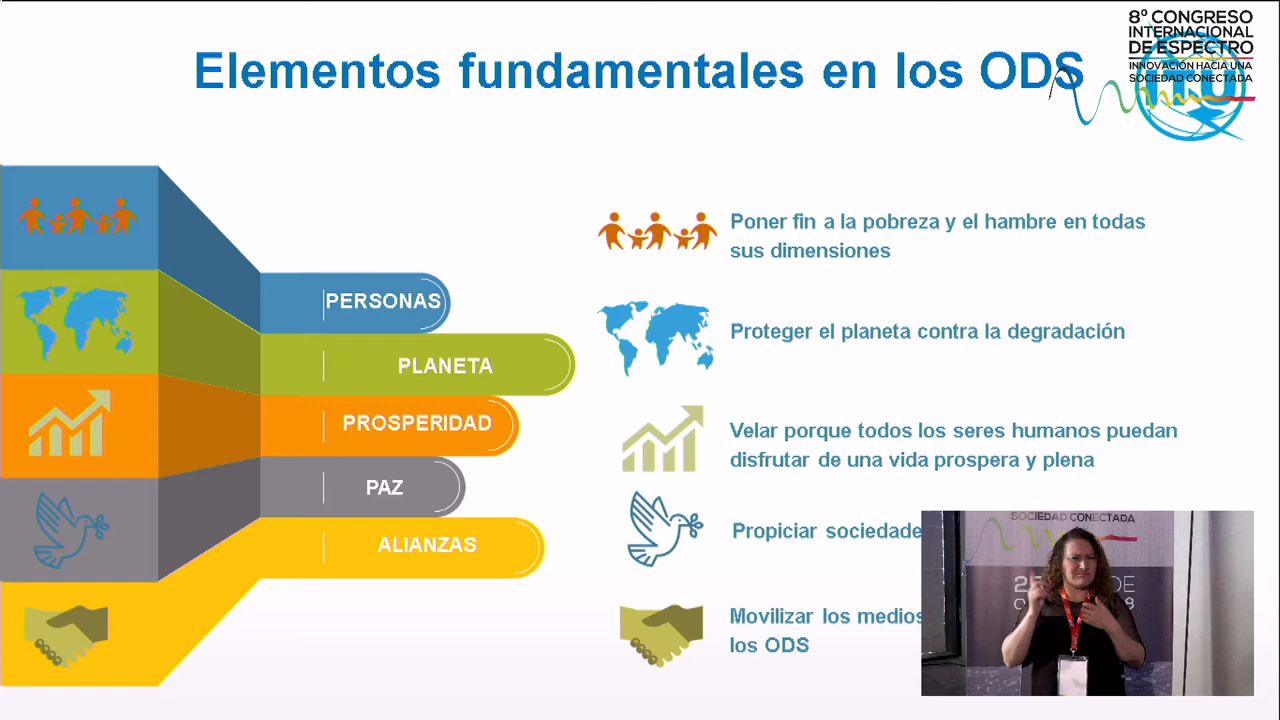 8º CONGRESO
INTERNACIONAL
DE ESPECTRO
INNOVACIÓN HACIA UNA
SOCIEDAD CONECTADA
ITU
Elementos fundamentales en los ODS
PERSONAS
PLANETA
PROSPERIDAD
PAZ
ALIANZAS
Poner fin a la pobreza y el hambre en todas
sus dimensiones
Proteger el planeta contra la degradación
Velar porque todos los seres humanos puedan
disfrutar de una vida prospera y plena
Propiciar sociedade
Movilizar los medios
los ODS
SOCIEDAD CONECTADA